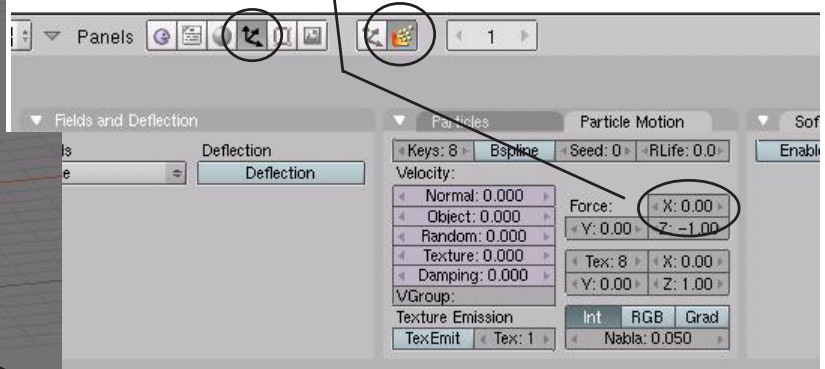 Panels
1
Fields and Deflection
Particles
Particle Motion
Deflection
Deflection
Keys: 8
Bspline
Seed: 0
RLife: 0.0
Velocity:
Normal: 0.000
Object: 0.000
Random: 0.000
Texture: 0.000
Damping: 0.000
VGroup:
Texture Emission
TexEmit
Tex: 1
Force:
X: 0.00
Y: 0.00
Z: -1.00
Tex: 8
X: 0.00
Y: 0.00
Z: 1.00
Int
RGB
Grad
Nabla: 0.050
Sof
Enable